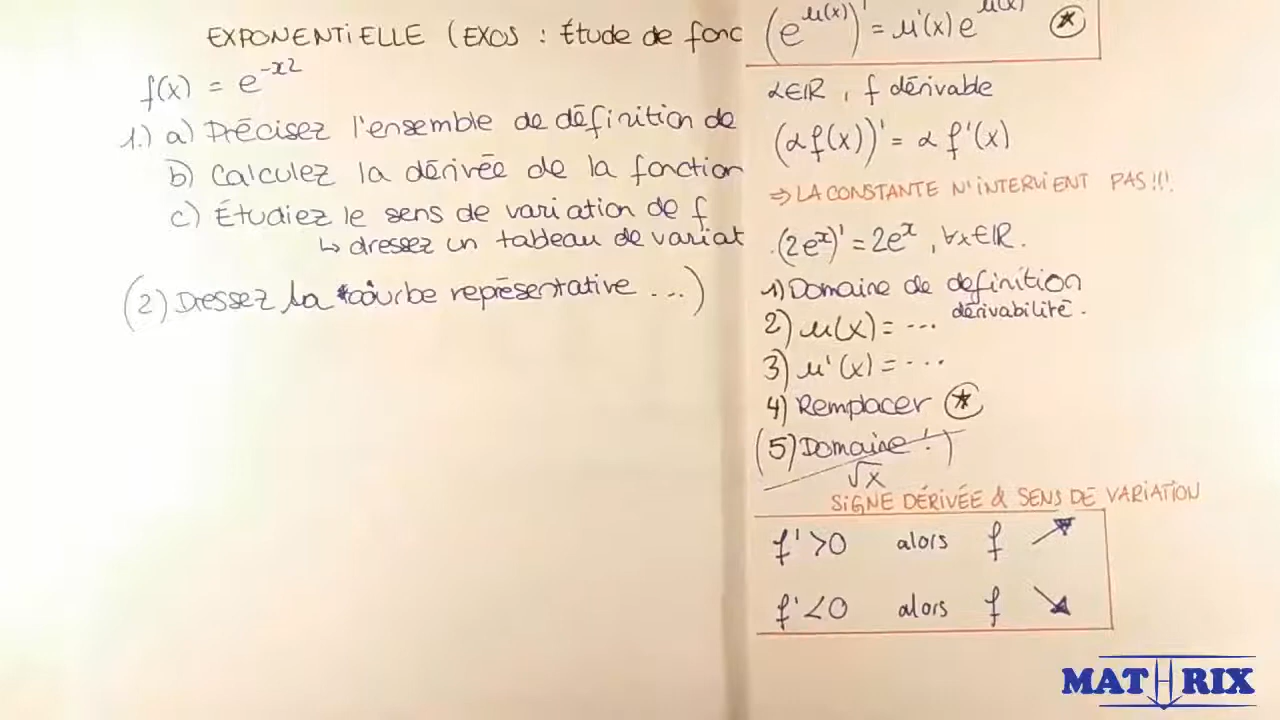 EXPONENTIELLE (EXOS : Étude de fonc
f(x) = e^{-x2}
1.) a) Précisez l'ensemble de définition de
b) Calculez la dérivée de la fonction
c) Étudiez le sens de variation de f
↳ dressez un tableau de variat
(2) Dressez la courbe représentative ...)
(e^{u(x)})' = u'(x) e^{u(x)} *
α∈IR , f dérivable
(α f(x))' = α f'(x)
⇒ LA CONSTANTE N'INTERVIENT PAS!!!
.(2e^x)' = 2e^x , ∀x∈IR.
1) Domaine de definition
dérivabilité.
2) u(x) = ...
3) u'(x) = ...
4) Remplacer *
(5) Domaine ! )
√x
SIGNE DÉRIVÉE & SENS DE VARIATION
f' >0 alors f ↗
f' <0 alors f ↘
MATHRIX